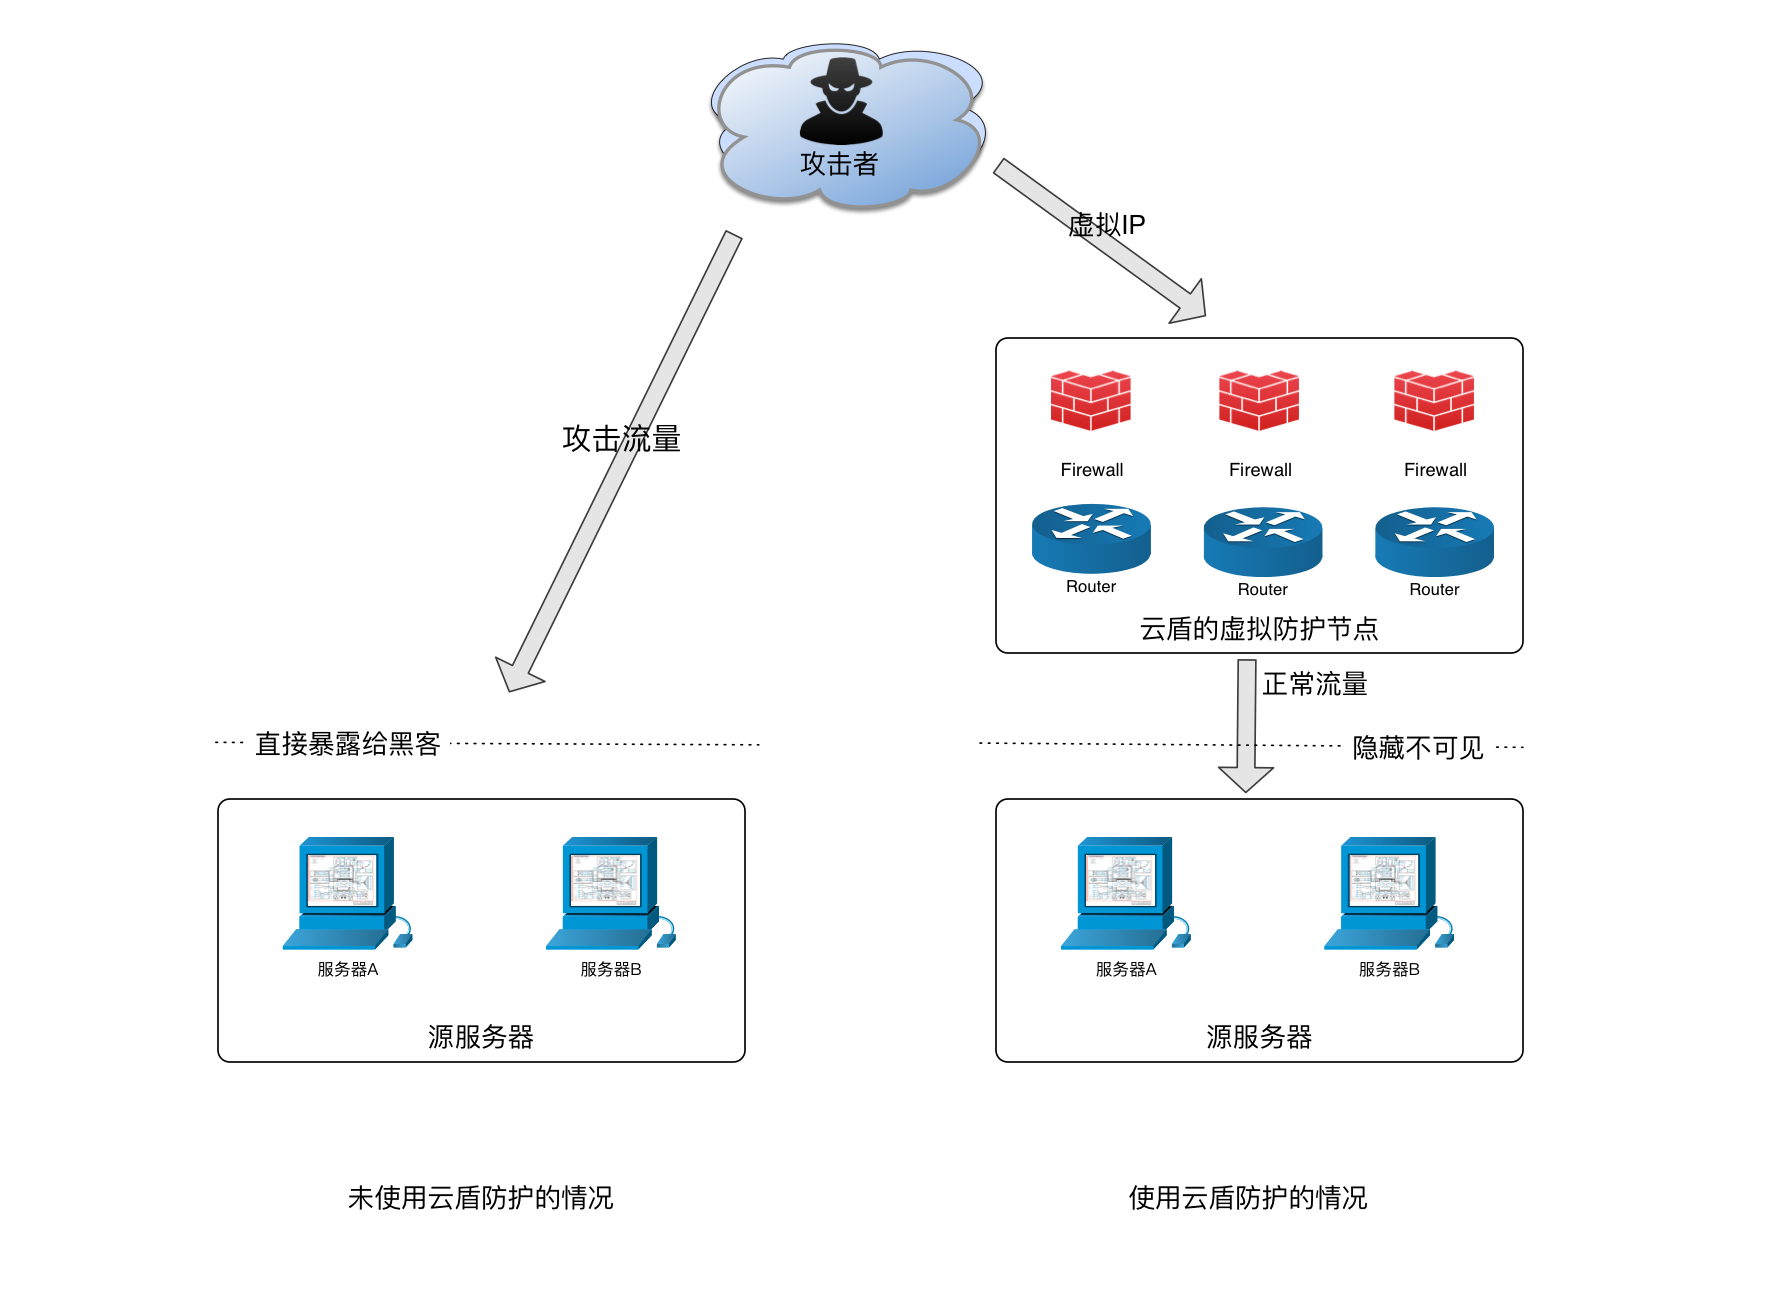 攻击者
虚拟IP
攻击流量
Firewall
Firewall
Firewall
Router
Router
Router
云盾的虚拟防护节点
正常流量
直接暴露给黑客
隐藏不可见
服务器A
服务器B
服务器A
服务器B
源服务器
源服务器
未使用云盾防护的情况
使用云盾防护的情况